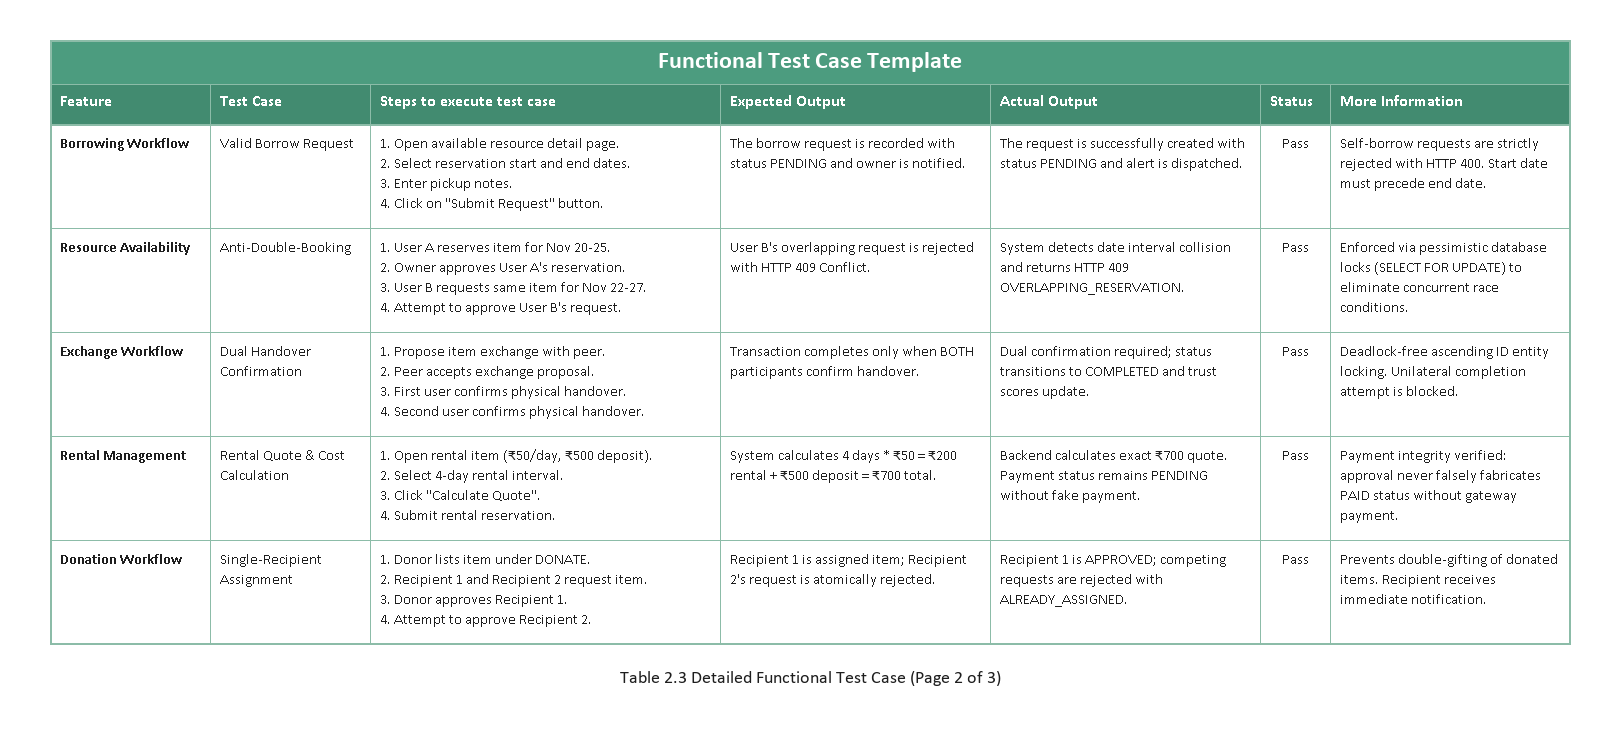 Functional Test Case Template
Feature	Test Case	Steps to execute test case	Expected Output	Actual Output	Status	More Information
Borrowing Workflow
Valid Borrow Request
1. Open available resource detail page.
2. Select reservation start and end dates.
3. Enter pickup notes.
4. Click on "Submit Request" button.
The borrow request is recorded with
status PENDING and owner is notified.
The request is successfully created with
status PENDING and alert is dispatched.
Pass
Self-borrow requests are strictly
rejected with HTTP 400. Start date
must precede end date.
Resource Availability
Anti-Double-Booking
1. User A reserves item for Nov 20-25.
2. Owner approves User A's reservation.
3. User B requests same item for Nov 22-27.
4. Attempt to approve User B's request.
User B's overlapping request is rejected
with HTTP 409 Conflict.
System detects date interval collision
and returns HTTP 409
OVERLAPPING_RESERVATION.
Pass
Enforced via pessimistic database
locks (SELECT FOR UPDATE) to
eliminate concurrent race
conditions.
Exchange Workflow
Dual Handover
Confirmation
1. Propose item exchange with peer.
2. Peer accepts exchange proposal.
3. First user confirms physical handover.
4. Second user confirms physical handover.
Transaction completes only when BOTH
participants confirm handover.
Dual confirmation required; status
transitions to COMPLETED and trust
scores update.
Pass
Deadlock-free ascending ID entity
locking. Unilateral completion
attempt is blocked.
Rental Management
Rental Quote & Cost
Calculation
1. Open rental item (₹50/day, ₹500 deposit).
2. Select 4-day rental interval.
3. Click "Calculate Quote".
4. Submit rental reservation.
System calculates 4 days * ₹50 = ₹200
rental + ₹500 deposit = ₹700 total.
Backend calculates exact ₹700 quote.
Payment status remains PENDING
without fake payment.
Pass
Payment integrity verified:
approval never falsely fabricates
PAID status without gateway
payment.
Donation Workflow
Single-Recipient
Assignment
1. Donor lists item under DONATE.
2. Recipient 1 and Recipient 2 request item.
3. Donor approves Recipient 1.
4. Attempt to approve Recipient 2.
Recipient 1 is assigned item; Recipient
2's request is atomically rejected.
Recipient 1 is APPROVED; competing
requests are rejected with
ALREADY_ASSIGNED.
Pass
Prevents double-gifting of donated
items. Recipient receives
immediate notification.
Table 2.3 Detailed Functional Test Case (Page 2 of 3)